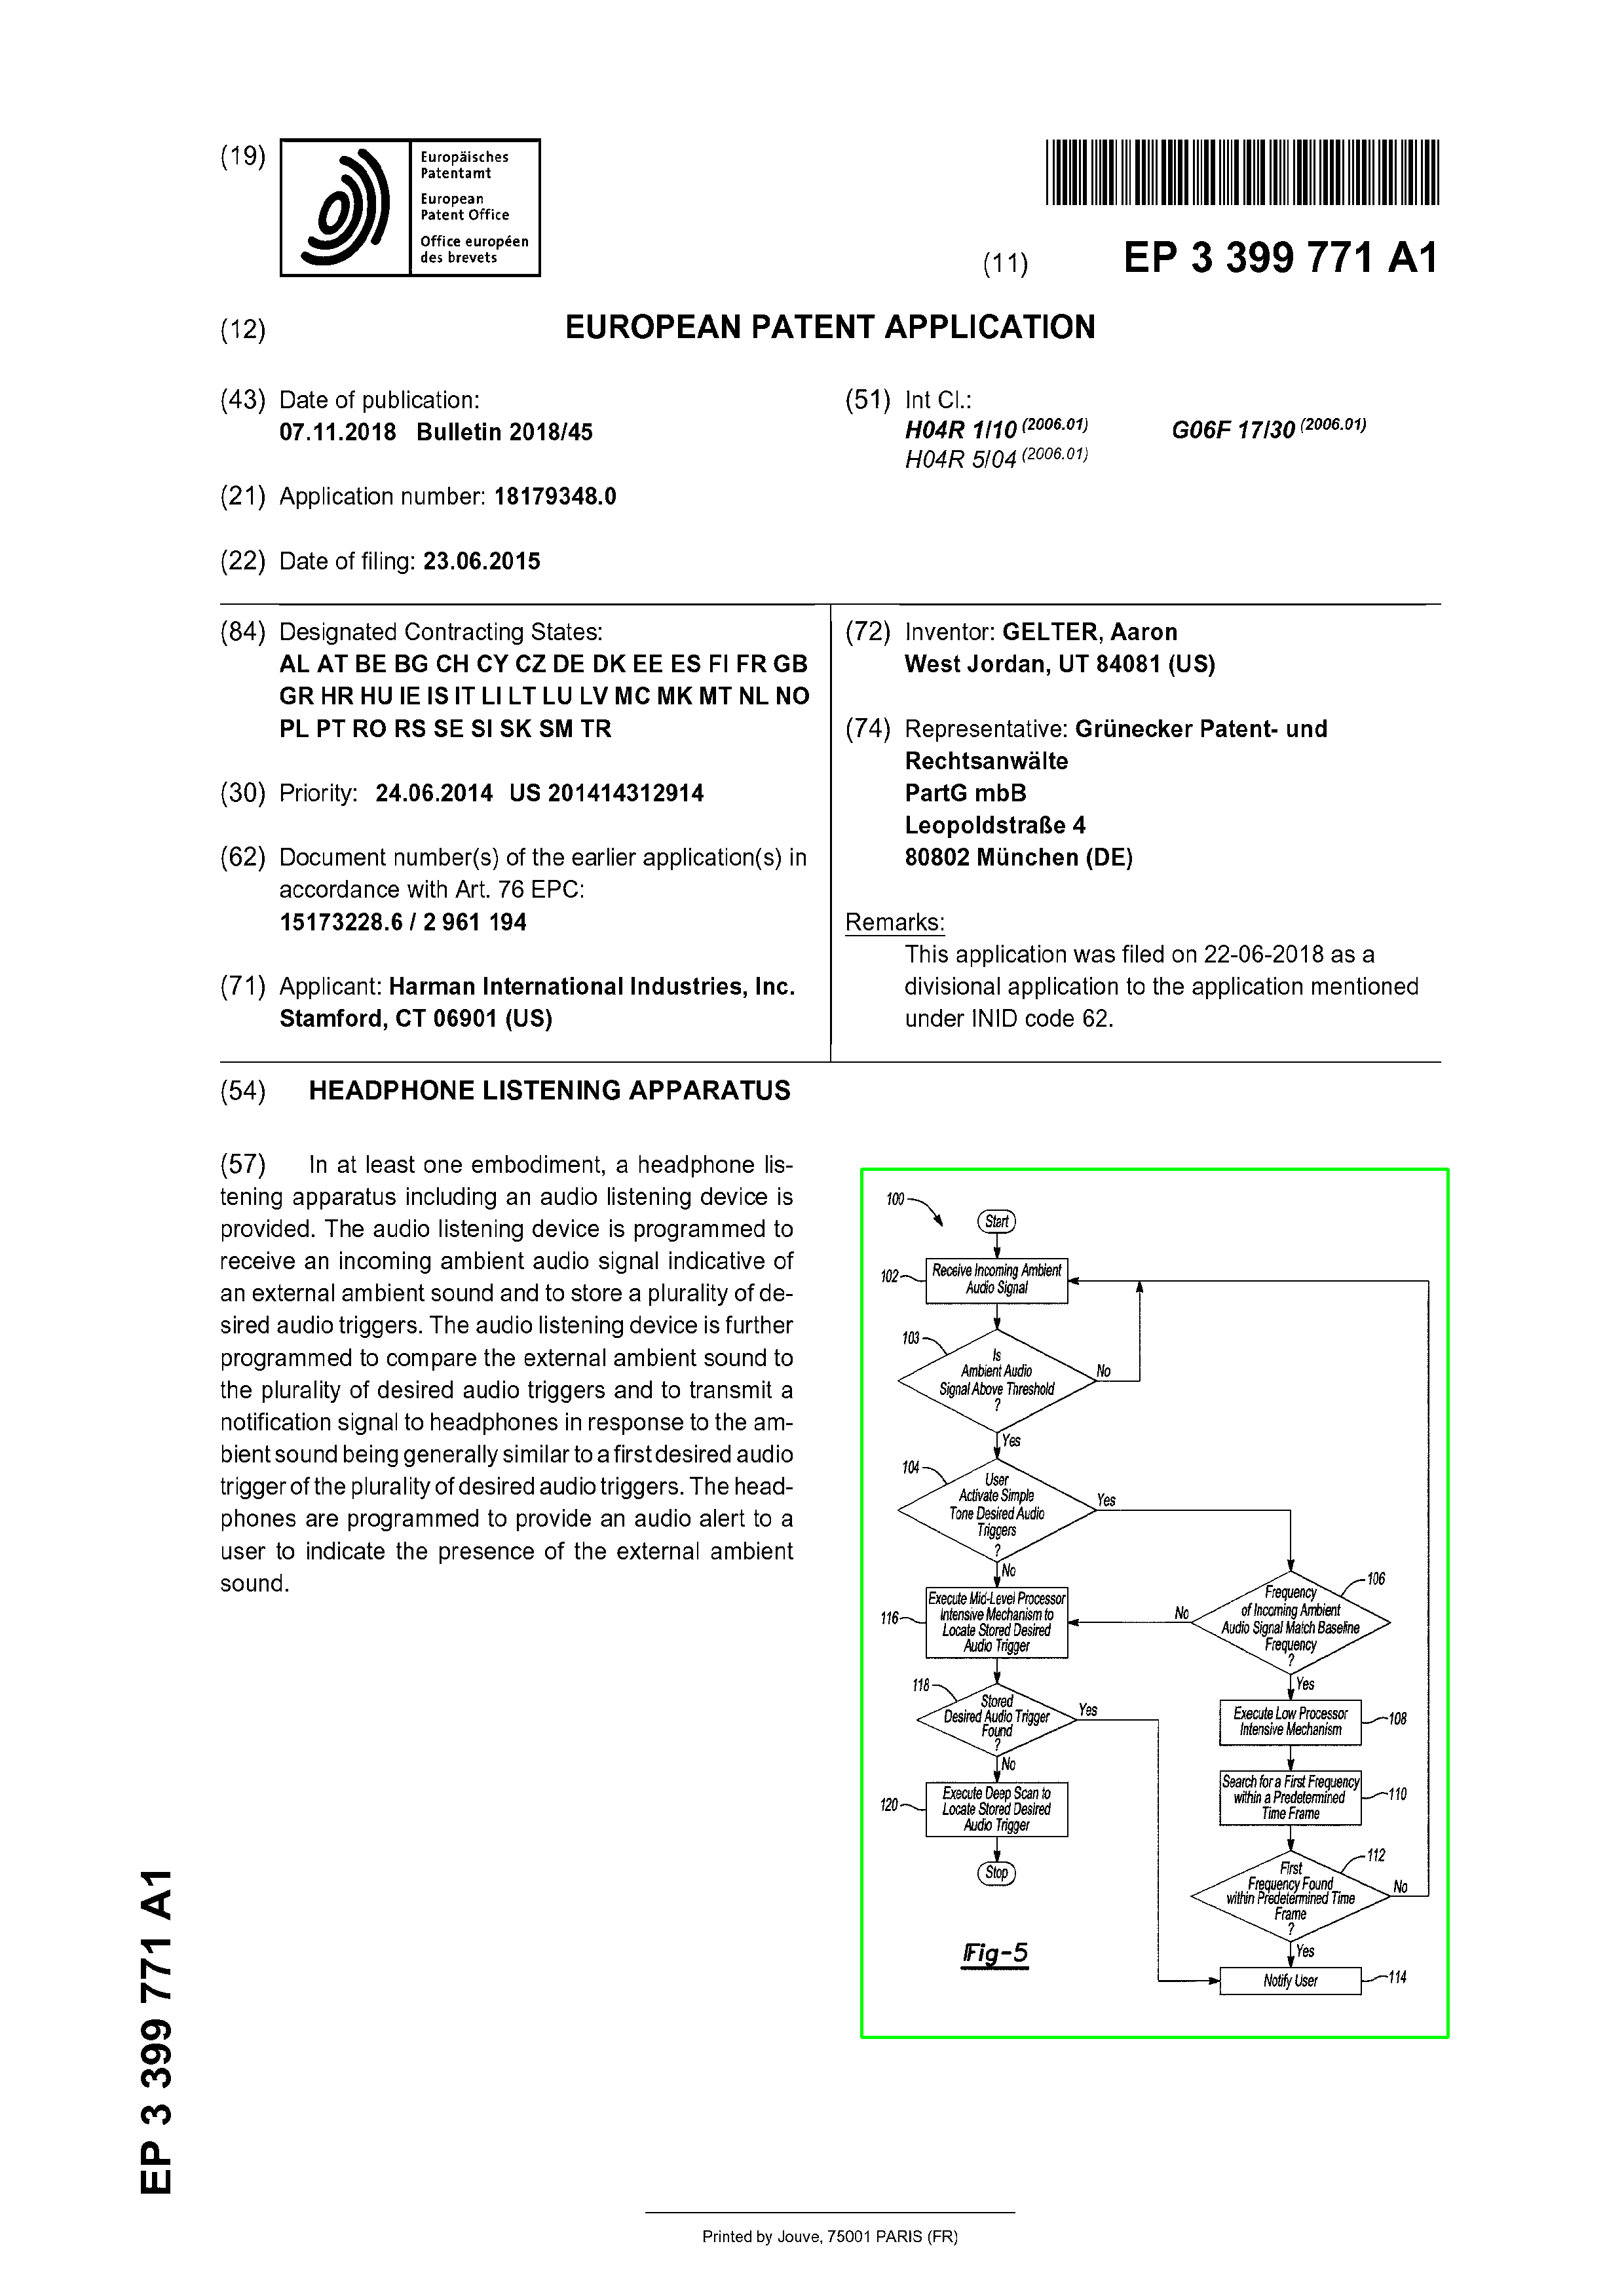 (19)
Europäisches
Patentamt
European
Patent Office
Office européen
des brevets
(11) EP 3 399 771 A1
(12) EUROPEAN PATENT APPLICATION
(43) Date of publication:
07.11.2018 Bulletin 2018/45
(21) Application number: 18179348.0
(22) Date of filing: 23.06.2015
(51) Int Cl.:
H04R 1/10 (2006.01) G06F 17/30 (2006.01)
H04R 5/04 (2006.01)
(84) Designated Contracting States:
AL AT BE BG CH CY CZ DE DK EE ES FI FR GB
GR HR HU IE IS IT LI LT LU LV MC MK MT NL NO
PL PT RO RS SE SI SK SM TR
(30) Priority: 24.06.2014 US 201414312914
(62) Document number(s) of the earlier application(s) in
accordance with Art. 76 EPC:
15173228.6 / 2 961 194
(71) Applicant: Harman International Industries, Inc.
Stamford, CT 06901 (US)
(72) Inventor: GELTER, Aaron
West Jordan, UT 84081 (US)
(74) Representative: Grünecker Patent- und
Rechtsanwälte
PartG mbB
Leopoldstraße 4
80802 München (DE)
Remarks:
This application was filed on 22-06-2018 as a
divisional application to the application mentioned
under INID code 62.
(54) HEADPHONE LISTENING APPARATUS
(57) In at least one embodiment, a headphone lis-
tening apparatus including an audio listening device is
provided. The audio listening device is programmed to
receive an incoming ambient audio signal indicative of
an external ambient sound and to store a plurality of de-
sired audio triggers. The audio listening device is further
programmed to compare the external ambient sound to
the plurality of desired audio triggers and to transmit a
notification signal to headphones in response to the am-
bient sound being generally similar to a first desired audio
trigger of the plurality of desired audio triggers. The head-
phones are programmed to provide an audio alert to a
user to indicate the presence of the external ambient
sound.
100
Start
102
Receive Incoming Ambient
Audio Signal
103
Is
Ambient Audio
Signal Above Threshold
?
No
Yes
104
User
Activate Simple
Tone Desired Audio
Triggers
?
Yes
No
106
Frequency
of Incoming Ambient
Audio Signal Match Baseline
Frequency
?
No
Yes
116
Execute Mid-Level Processor
Intensive Mechanism to
Locate Stored Desired
Audio Trigger
118
Stored
Desired Audio Trigger
Found
?
Yes
No
108
Execute Low Processor
Intensive Mechanism
110
Search for a First Frequency
within a Predetermined
Time Frame
120
Execute Deep Scan to
Locate Stored Desired
Audio Trigger
Stop
112
First
Frequency Found
within Predetermined Time
Frame
?
No
Yes
114
Notify User
Fig-5
EP 3 399 771 A1
Printed by Jouve, 75001 PARIS (FR)